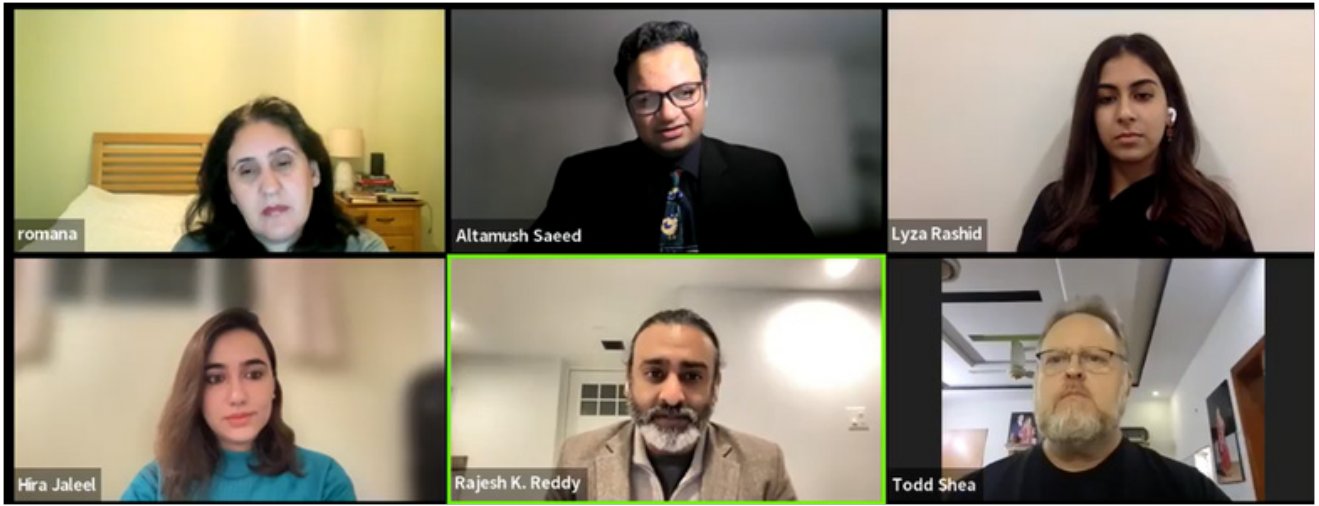 romana
Altamush Saeed
Lyza Rashid
Hira Jaleel
Rajesh K. Reddy
Todd Shea